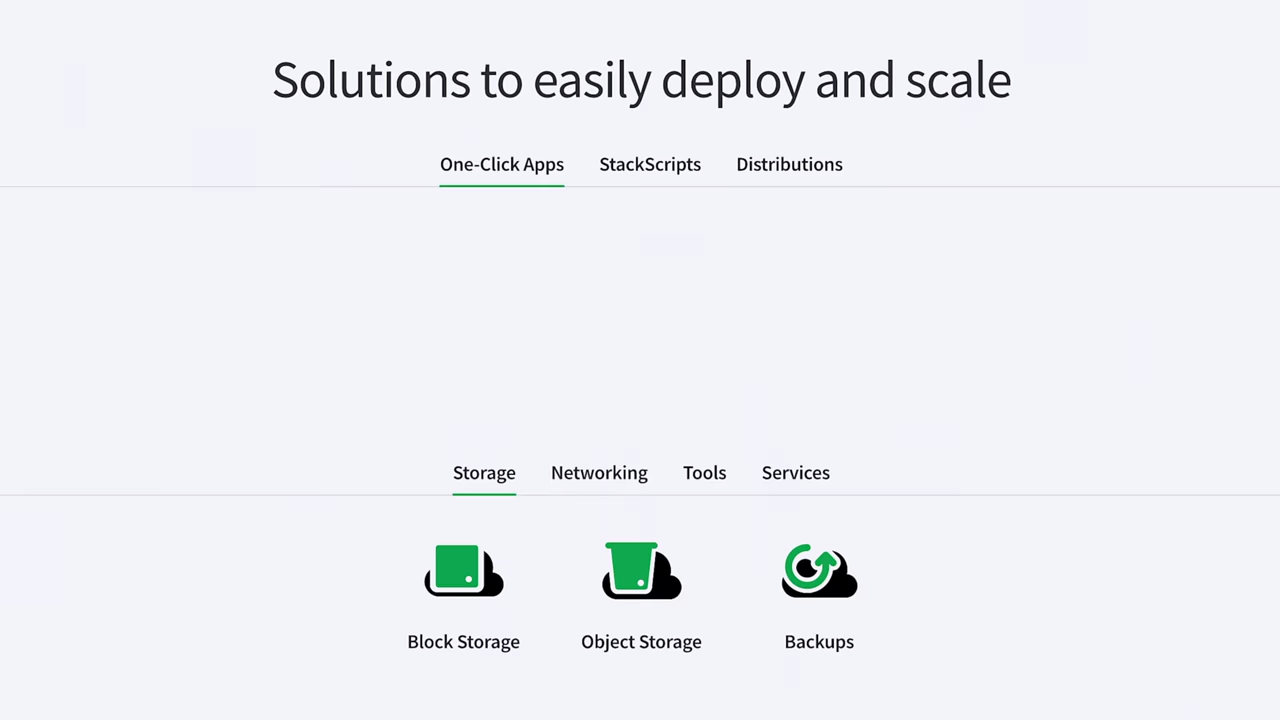 Solutions to easily deploy and scale
One-Click Apps StackScripts Distributions
Storage Networking Tools Services
Block Storage Object Storage Backups